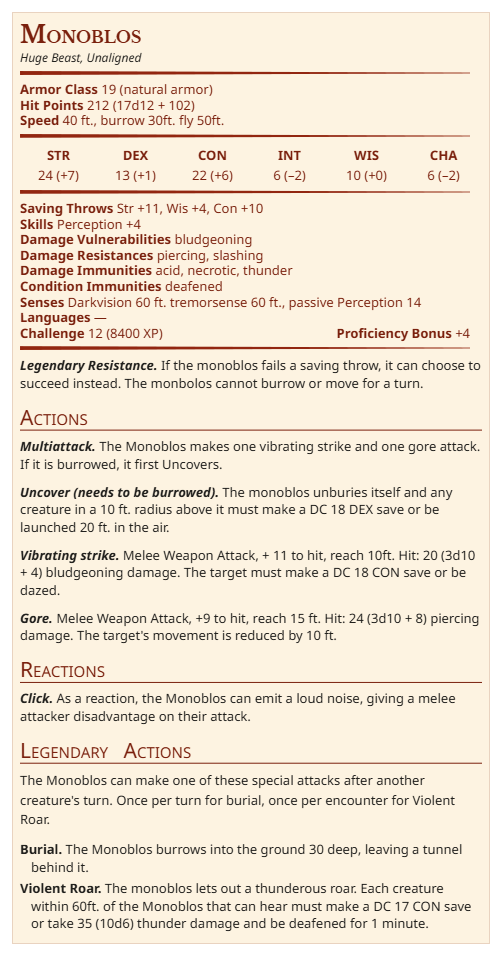 Monoblos
Huge Beast, Unaligned
Armor Class 19 (natural armor)
Hit Points 212 (17d12 + 102)
Speed 40 ft., burrow 30ft. fly 50ft.
STR DEX CON INT WIS CHA
24 (+7) 13 (+1) 22 (+6) 6 (–2) 10 (+0) 6 (–2)
Saving Throws Str +11, Wis +4, Con +10
Skills Perception +4
Damage Vulnerabilities bludgeoning
Damage Resistances piercing, slashing
Damage Immunities acid, necrotic, thunder
Condition Immunities deafened
Senses Darkvision 60 ft. tremorsense 60 ft., passive Perception 14
Languages —
Challenge 12 (8400 XP) Proficiency Bonus +4
Legendary Resistance. If the monoblos fails a saving throw, it can choose to
succeed instead. The monbolos cannot burrow or move for a turn.
Actions
Multiattack. The Monoblos makes one vibrating strike and one gore attack.
If it is burrowed, it first Uncovers.
Uncover (needs to be burrowed). The monoblos unburies itself and any
creature in a 10 ft. radius above it must make a DC 18 DEX save or be
launched 20 ft. in the air.
Vibrating strike. Melee Weapon Attack, + 11 to hit, reach 10ft. Hit: 20 (3d10
+ 4) bludgeoning damage. The target must make a DC 18 CON save or be
dazed.
Gore. Melee Weapon Attack, +9 to hit, reach 15 ft. Hit: 24 (3d10 + 8) piercing
damage. The target's movement is reduced by 10 ft.
Reactions
Click. As a reaction, the Monoblos can emit a loud noise, giving a melee
attacker disadvantage on their attack.
Legendary Actions
The Monoblos can make one of these special attacks after another
creature's turn. Once per turn for burial, once per encounter for Violent
Roar.
Burial. The Monoblos burrows into the ground 30 deep, leaving a tunnel
behind it.
Violent Roar. The monoblos lets out a thunderous roar. Each creature
within 60ft. of the Monoblos that can hear must make a DC 17 CON save
or take 35 (10d6) thunder damage and be deafened for 1 minute.